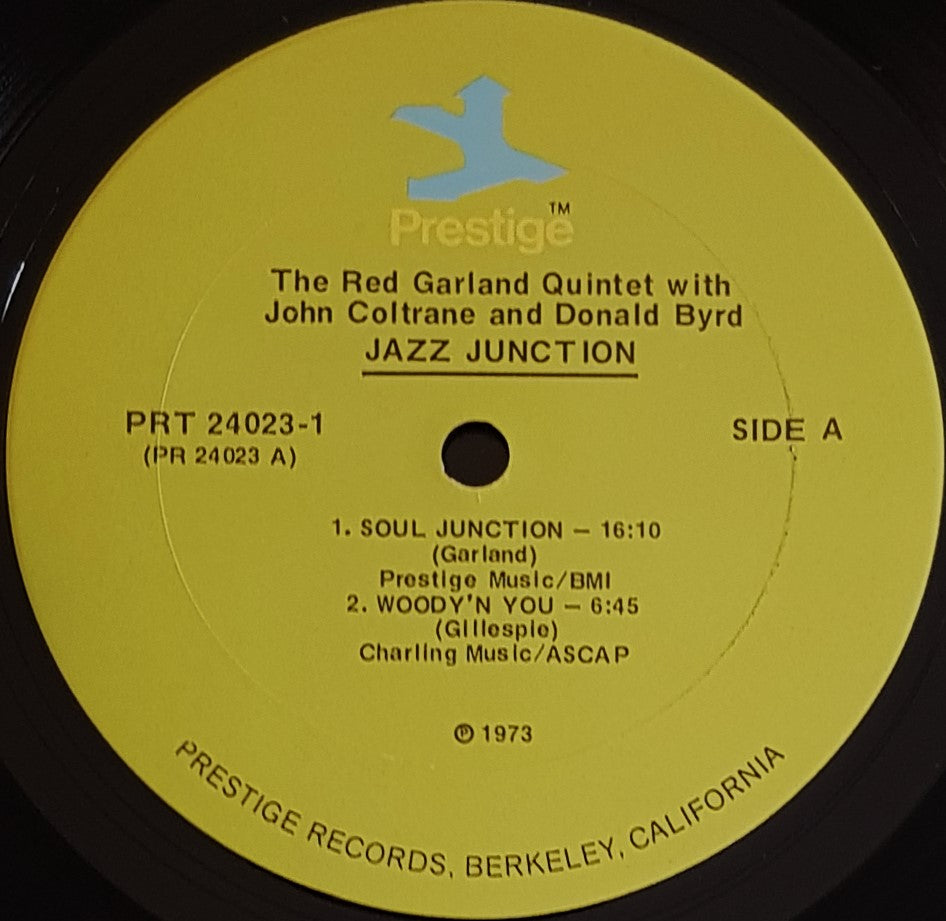 Prestige™
The Red Garland Quintet with
John Coltrane and Donald Byrd
JAZZ JUNCTION
PRT 24023-1
(PR 24023 A)
SIDE A
1. SOUL JUNCTION — 16:10
(Garland)
Prestige Music/BMI
2. WOODY'N YOU — 6:45
(Gillespie)
Charling Music/ASCAP
℗ 1973
PRESTIGE RECORDS, BERKELEY, CALIFORNIA